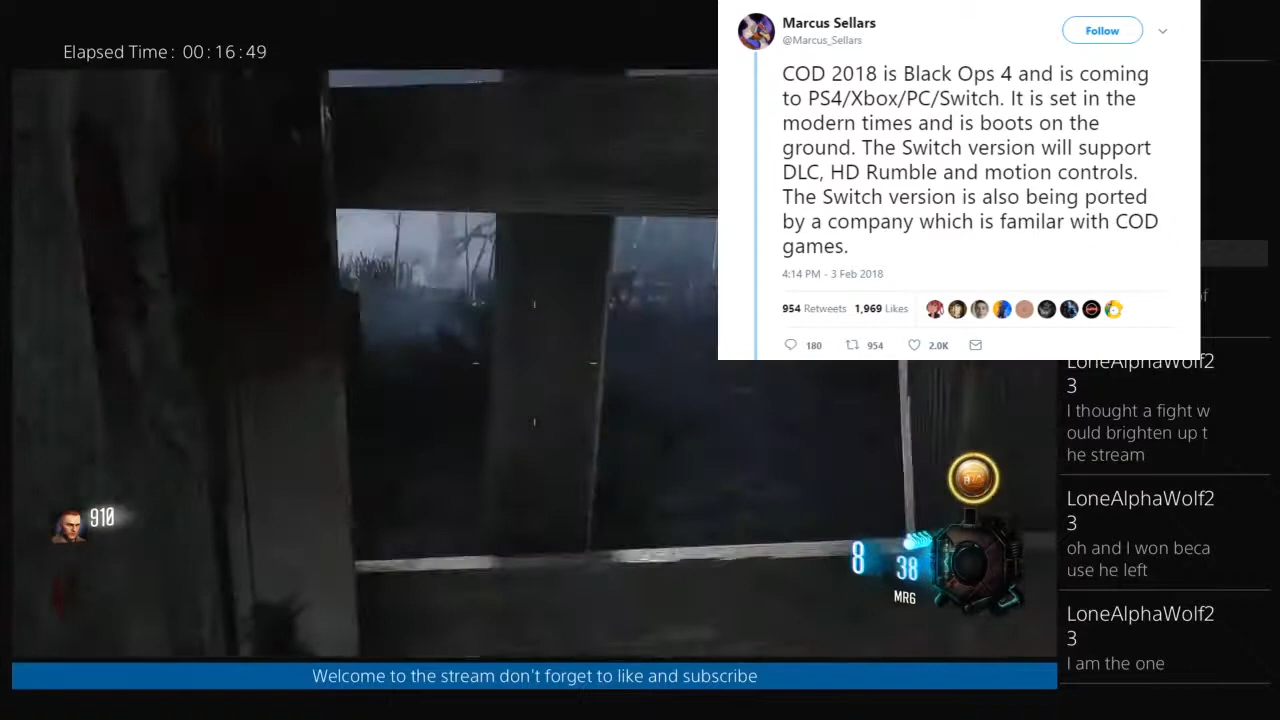 Elapsed Time: 00:16:49
Marcus Sellars
@Marcus_Sellars
Follow
COD 2018 is Black Ops 4 and is coming
to PS4/Xbox/PC/Switch. It is set in the
modern times and is boots on the
ground. The Switch version will support
DLC, HD Rumble and motion controls.
The Switch version is also being ported
by a company which is familar with COD
games.
4:14 PM - 3 Feb 2018
954 Retweets 1,969 Likes
180 954 2.0K
LoneAlphaWolf2
3
I thought a fight w
ould brighten up t
he stream
LoneAlphaWolf2
3
oh and I won beca
use he left
LoneAlphaWolf2
3
I am the one
910
8 38
MR6
Welcome to the stream don't forget to like and subscribe